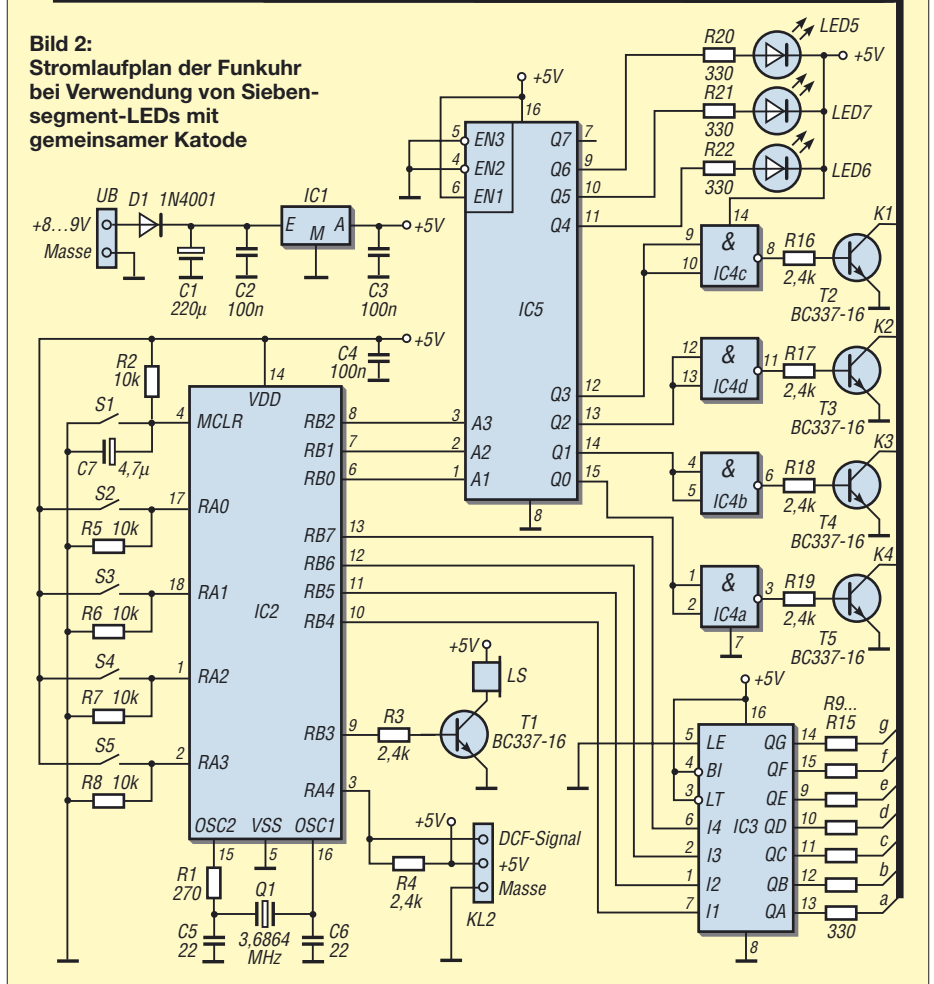 Bild 2:
Stromlaufplan der Funkuhr
bei Verwendung von Sieben-
segment-LEDs mit
gemeinsamer Katode
R20
330
LED5
+5V
R21
330
LED7
R22
330
LED6
+5V
16
5 EN3
4 EN2
6 EN1
Q7 7
Q6 9
Q5 10
Q4 11
IC5
Q3 12
Q2 13
Q1 14
Q0 15
3 A3
2 A2
1 A1
8
UB
+8...9V
Masse
D1 1N4001
C1
220µ
C2
100n
IC1
E M A
C3
100n
+5V
14
9
10
&
IC4c
8
R16
2,4k
K1
T2
BC337-16
12
13
&
IC4d
11
R17
2,4k
K2
T3
BC337-16
4
5
&
IC4b
6
R18
2,4k
K3
T4
BC337-16
1
2
&
IC4a
3
7
R19
2,4k
K4
T5
BC337-16
+5V
C4
100n
R2
10k
S1
C7 4,7µ
S2
R5 10k
S3
R6 10k
S4
R7 10k
S5
R8 10k
14
VDD
4 MCLR
17 RA0
18 RA1
1 RA2
2 RA3
IC2
RB2 8
RB1 7
RB0 6
RB7 13
RB6 12
RB5 11
RB4 10
RB3 9
RA4 3
OSC2 VSS OSC1
15 5 16
R1
270
Q1
3,6864
MHz
C5
22
C6
22
R3
2,4k
+5V
LS
T1
BC337-16
R4
2,4k
+5V
DCF-Signal
+5V
Masse
KL2
+5V
16
5 LE
4 BI
3 LT
6 I4
2 I3
1 I2
7 I1
IC3
QG 14
QF 15
QE 9
QD 10
QC 11
QB 12
QA 13
8
R9...
R15
330
g
f
e
d
c
b
a